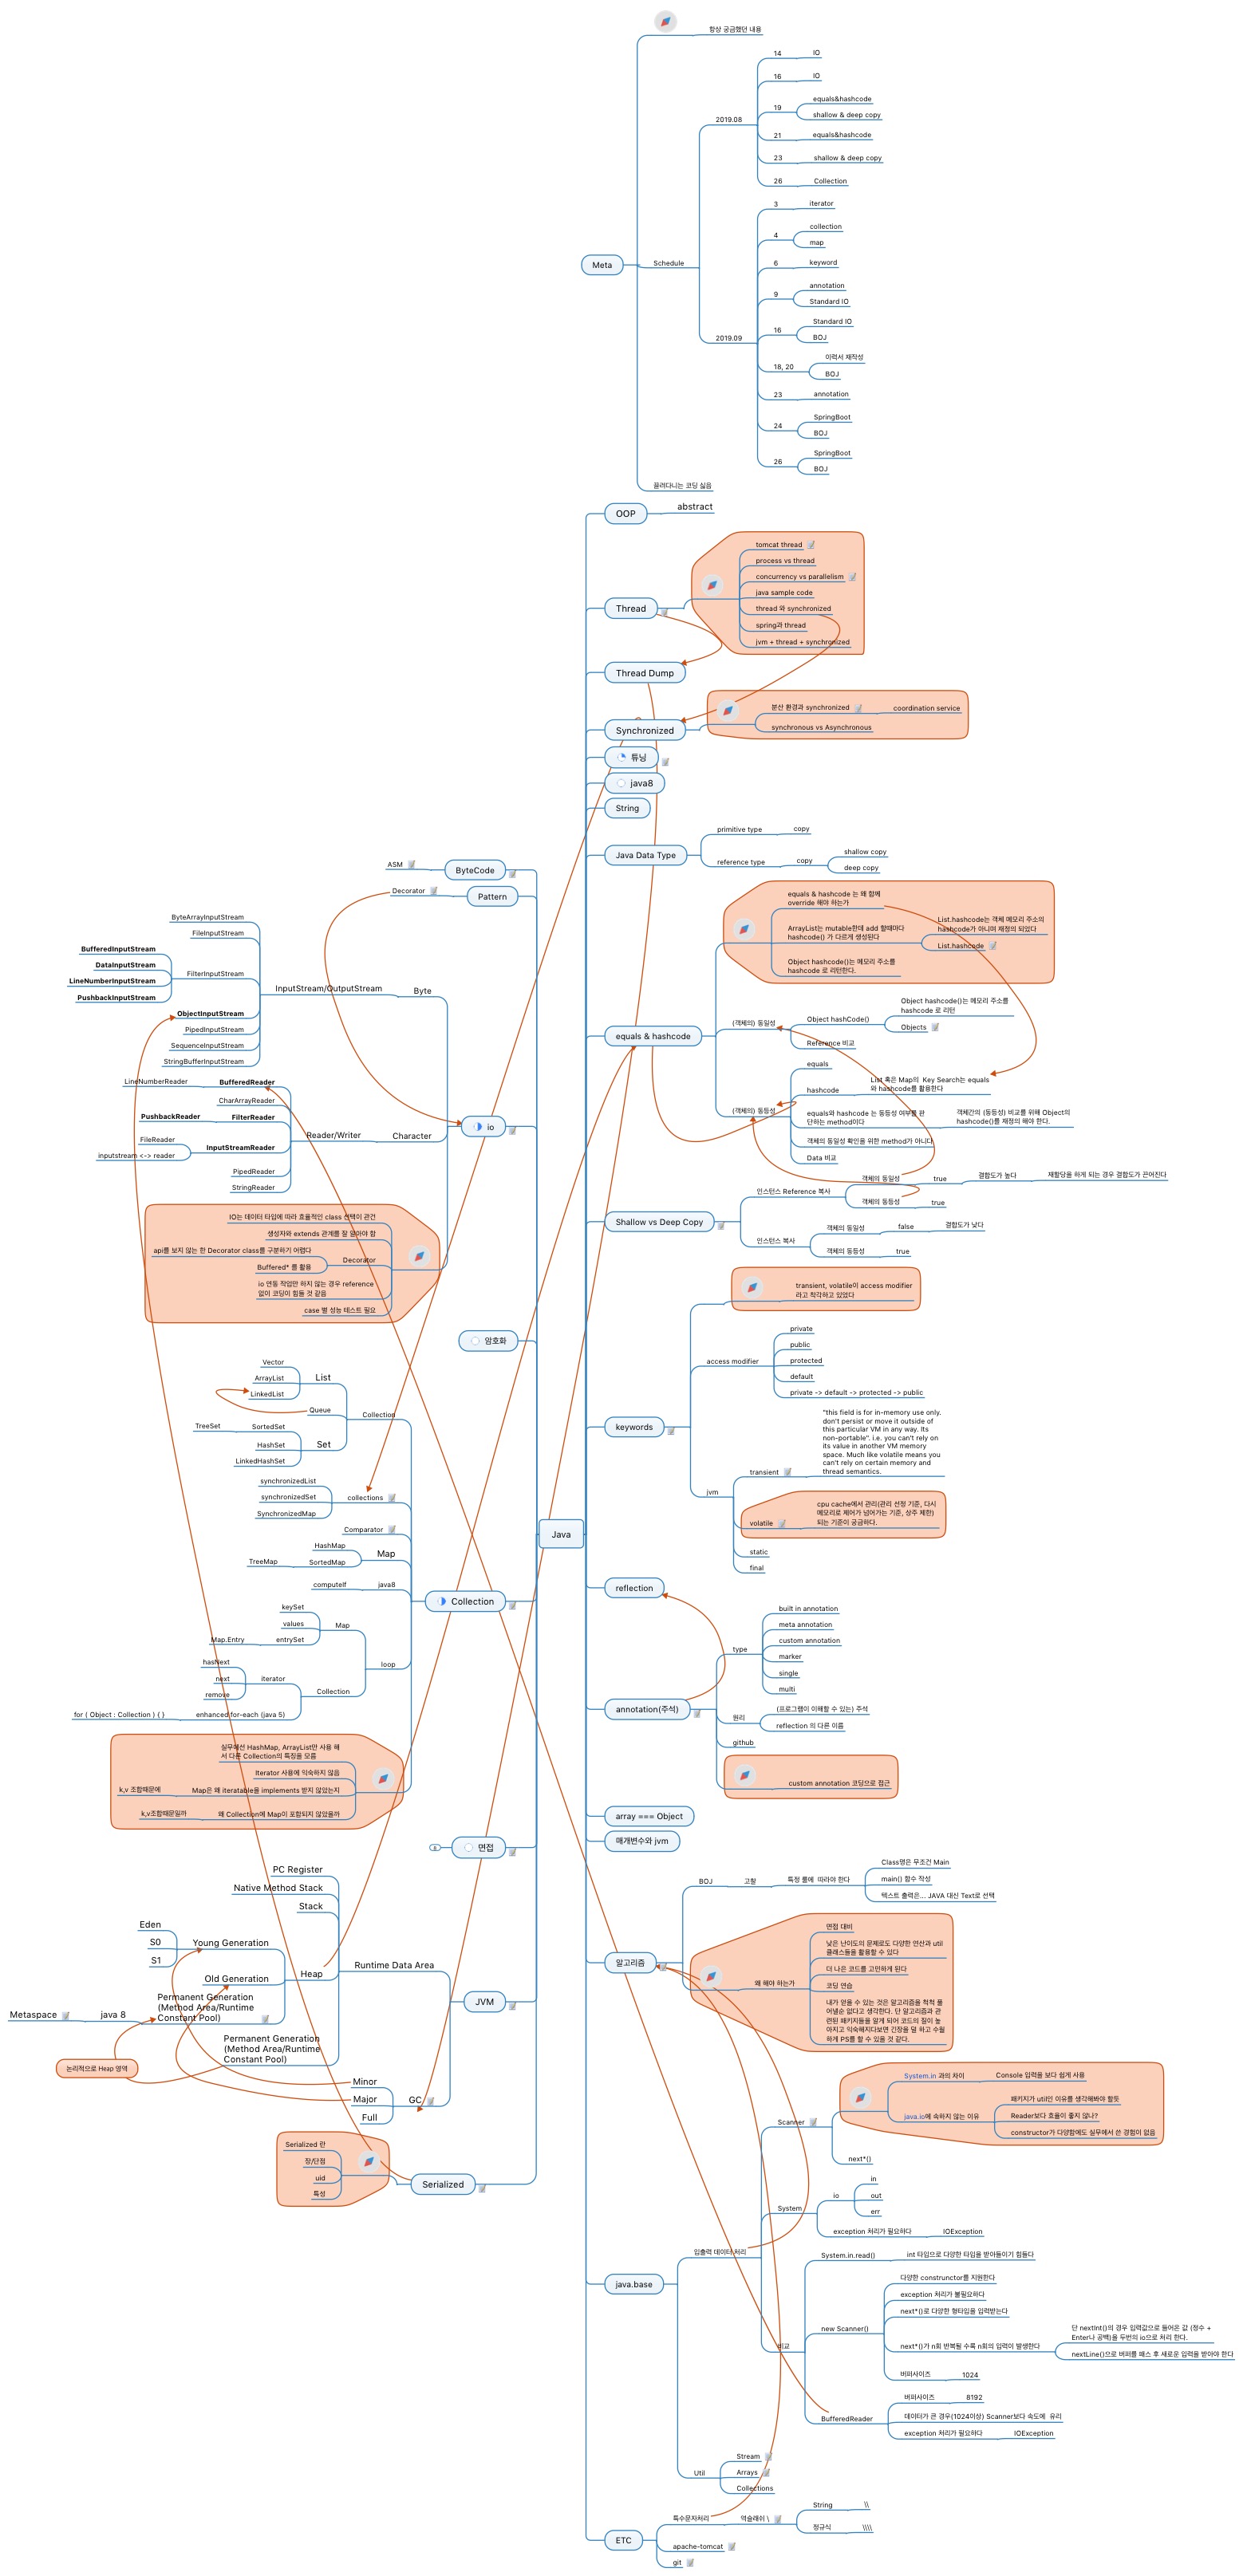 항상 궁금했던 내용
14
IO
16
IO
19
equals&hashcode
shallow & deep copy
2019.08
21
equals&hashcode
23
shallow & deep copy
26
Collection
3
iterator
4
collection
map
Meta
Schedule
6
keyword
9
annotation
Standard IO
16
Standard IO
BOJ
2019.09
18, 20
이력서 재작성
BOJ
23
annotation
24
SpringBoot
BOJ
26
SpringBoot
BOJ
끌려다니는 코딩 싫음
OOP
abstract
Thread
tomcat thread
process vs thread
concurrency vs parallelism
java sample code
thread 와 synchronized
spring과 thread
jvm + thread + synchronized
Thread Dump
Synchronized
분산 환경과 synchronized
coordination service
synchronous vs Asynchronous
튜닝
java8
String
Java Data Type
primitive type
copy
reference type
copy
shallow copy
deep copy
equals & hashcode
equals & hashcode 는 왜 함께
override 해야 하는가
ArrayList는 mutable한데 add 할때마다
hashcode() 가 다르게 생성된다
List.hashcode는 객체 메모리 주소의
hashcode가 아니며 재정의 되었다
List.hashcode
Object hashcode()는 메모리 주소를
hashcode 로 리턴한다.
(객체의) 동일성
Object hashCode()
Object hashcode()는 메모리 주소를
hashcode 로 리턴
Objects
Reference 비교
(객체의) 동등성
equals
hashcode
List 혹은 Map의 Key Search는 equals
와 hashcode를 활용한다
equals와 hashcode 는 동등성 여부를 판
단하는 method이다
객체간의 (동등성) 비교를 위해 Object의
hashcode()를 재정의 해야 한다.
객체의 동일성 확인을 위한 method가 아니다
Data 비교
Shallow vs Deep Copy
인스턴스 Reference 복사
객체의 동일성
true
결합도가 높다
재할당을 하게 되는 경우 결합도가 끊어진다
객체의 동등성
true
인스턴스 복사
객체의 동일성
false
결합도가 낮다
객체의 동등성
true
keywords
transient, volatile이 access modifier
라고 착각하고 있었다
access modifier
private
public
protected
default
private -> default -> protected -> public
jvm
transient
"this field is for in-memory use only.
don't persist or move it outside of
this particular VM in any way. Its
non-portable". i.e. you can't rely on
its value in another VM memory
space. Much like volatile means you
can't rely on certain memory and
thread semantics.
volatile
cpu cache에서 관리(관리 선정 기준, 다시
메모리로 제어가 넘어가는 기준, 상주 제한)
되는 기준이 궁금하다.
static
final
Java
reflection
annotation(주석)
type
built in annotation
meta annotation
custom annotation
marker
single
multi
원리
(프로그램이 이해할 수 있는) 주석
reflection 의 다른 이름
github
custom annotation 코딩으로 접근
array === Object
매개변수와 jvm
알고리즘
BOJ
고찰
특정 룰에 따라야 한다
Class명은 무조건 Main
main() 함수 작성
텍스트 출력은... JAVA 대신 Text로 선택
왜 해야 하는가
면접 대비
낮은 난이도의 문제로도 다양한 연산과 util
클래스들을 활용할 수 있다
더 나은 코드를 고민하게 된다
코딩 연습
내가 얻을 수 있는 것은 알고리즘을 척척 풀
어낼순 없다고 생각한다. 단 알고리즘과 관
련된 패키지들을 알게 되어 코드의 질이 높
아지고 익숙해지다보면 긴장을 덜 하고 수월
하게 PS를 할 수 있을 것 같다.
java.base
입출력 데이터 처리
Scanner
System.in 과의 차이
Console 입력을 보다 쉽게 사용
java.io에 속하지 않는 이유
패키지가 util인 이유를 생각해봐야 할듯
Reader보다 효율이 좋지 않나?
constructor가 다양함에도 실무에서 쓴 경험이 없음
next*()
System
io
in
out
err
exception 처리가 필요하다
IOException
비교
System.in.read()
int 타입으로 다양한 타입을 받아들이기 힘들다
new Scanner()
다양한 construnctor를 지원한다
exception 처리가 불필요하다
next*()로 다양한 형타입을 입력받는다
next*()가 n회 반복될 수록 n회의 입력이 발생한다
단 nextInt()의 경우 입력값으로 들어온 값 (정수 +
Enter나 공백)을 두번의 io으로 처리 한다.
nextLine()으로 버퍼를 패스 후 새로운 입력을 받아야 한다
버퍼사이즈
1024
BufferedReader
버퍼사이즈
8192
데이터가 큰 경우(1024이상) Scanner보다 속도에 유리
exception 처리가 필요하다
IOException
Util
Stream
Arrays
Collections
ETC
특수문자처리
역슬래쉬 \
String
\\
정규식
\\\\
apache-tomcat
git
ByteCode
ASM
Pattern
Decorator
io
Byte
InputStream/OutputStream
ByteArrayInputStream
FileInputStream
FilterInputStream
BufferedInputStream
DataInputStream
LineNumberInputStream
PushbackInputStream
ObjectInputStream
PipedInputStream
SequenceInputStream
StringBufferInputStream
Character
Reader/Writer
BufferedReader
LineNumberReader
CharArrayReader
FilterReader
PushbackReader
InputStreamReader
FileReader
inputstream <-> reader
PipedReader
StringReader
IO는 데이터 타입에 따라 효율적인 class 선택이 관건
생성자와 extends 관계를 잘 알아야 함
Decorator
api를 보지 않는 한 Decorator class를 구분하기 어렵다
Buffered* 를 활용
io 연동 작업만 하지 않는 경우 reference
없이 코딩이 힘들 것 같음
case 별 성능 테스트 필요
암호화
Collection
Collection
List
Vector
ArrayList
LinkedList
Queue
Set
SortedSet
TreeSet
HashSet
LinkedHashSet
collections
synchronizedList
synchronizedSet
SynchronizedMap
Comparator
Map
HashMap
SortedMap
TreeMap
java8
computeIf
loop
Map
keySet
values
entrySet
Map.Entry
Collection
iterator
hasNext
next
remove
enhanced for-each (java 5)
for ( Object : Collection ) { }
실무에선 HashMap, ArrayList만 사용 해
서 다른 Collection의 특징을 모름
Iterator 사용에 익숙하지 않음
Map은 왜 iteratable을 implements 받지 않았는지
k,v 조합때문에
왜 Collection에 Map이 포함되지 않았을까
k,v조합때문일까
면접
JVM
Runtime Data Area
PC Register
Native Method Stack
Stack
Heap
Young Generation
Eden
S0
S1
Old Generation
Permanent Generation
(Method Area/Runtime
Constant Pool)
java 8
Metaspace
Permanent Generation
(Method Area/Runtime
Constant Pool)
논리적으로 Heap 영역
GC
Minor
Major
Full
Serialized
Serialized 란
장/단점
uid
특성